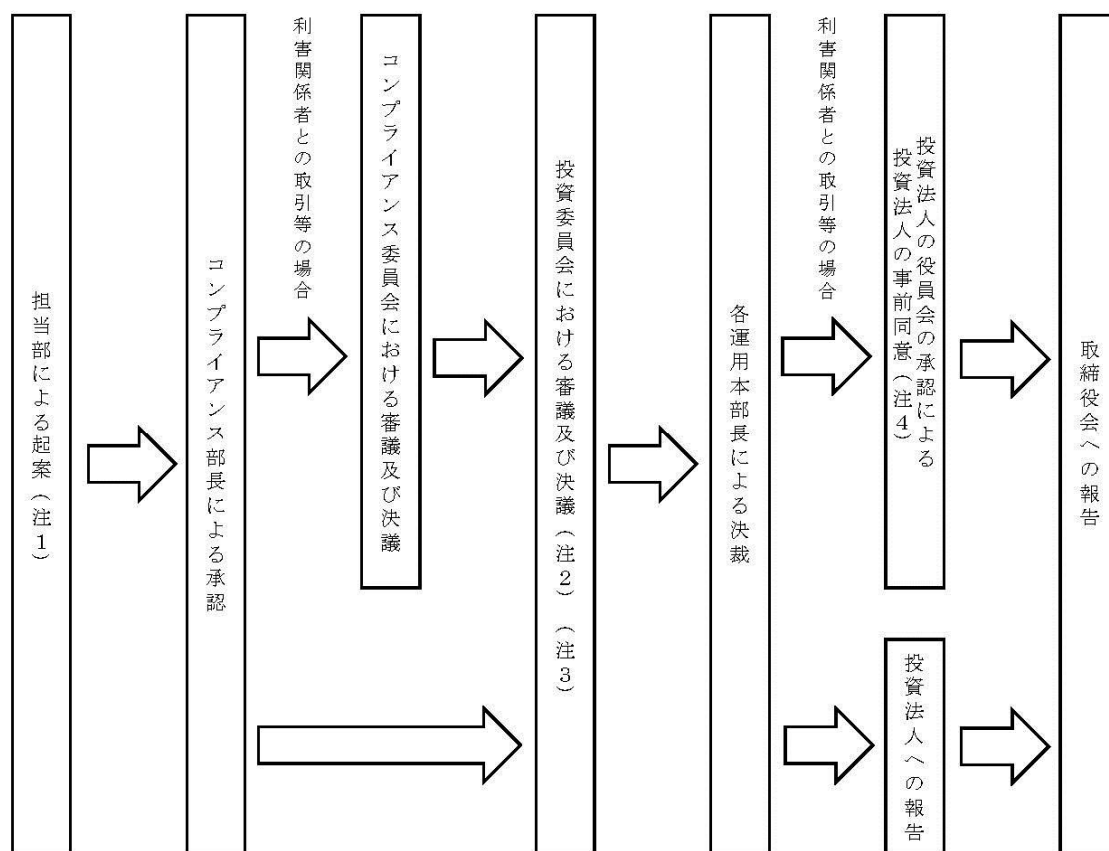 担当部による起案（注１）
コンプライアンス部長による承認
利害関係者との取引等の場合
コンプライアンス委員会における審議及び決議
投資委員会における審議及び決議（注２）（注３）
各運用本部長による決裁
利害関係者との取引等の場合
投資法人の役員会の承認による
投資法人の事前同意（注４）
投資法人への報告
取締役会への報告